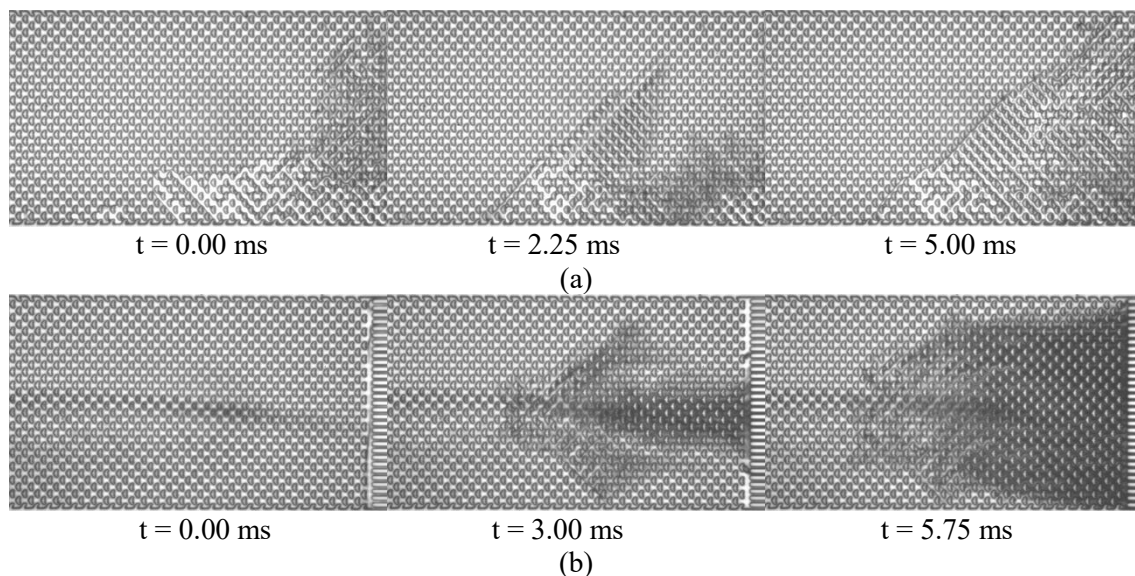 t = 0.00 ms t = 2.25 ms t = 5.00 ms
(a)
t = 0.00 ms t = 3.00 ms t = 5.75 ms
(b)